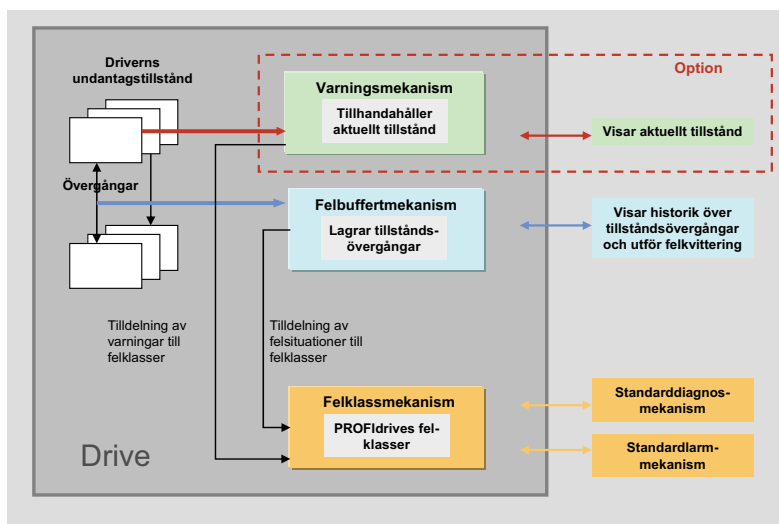 Driverns
undantagstillstånd
Option
Varningsmekanism
Tillhandahåller
aktuellt tillstånd
Visar aktuellt tillstånd
Övergångar
Felbuffertmekanism
Lagrar tillstånds-
övergångar
Visar historik över
tillståndsövergångar
och utför felkvittering
Tilldelning av
varningar till
felklasser
Tilldelning av
felsituationer till
felklasser
Felklassmekanism
PROFIdrives fel-
klasser
Standarddiagnos-
mekanism
Standardlarm-
mekanism
Drive